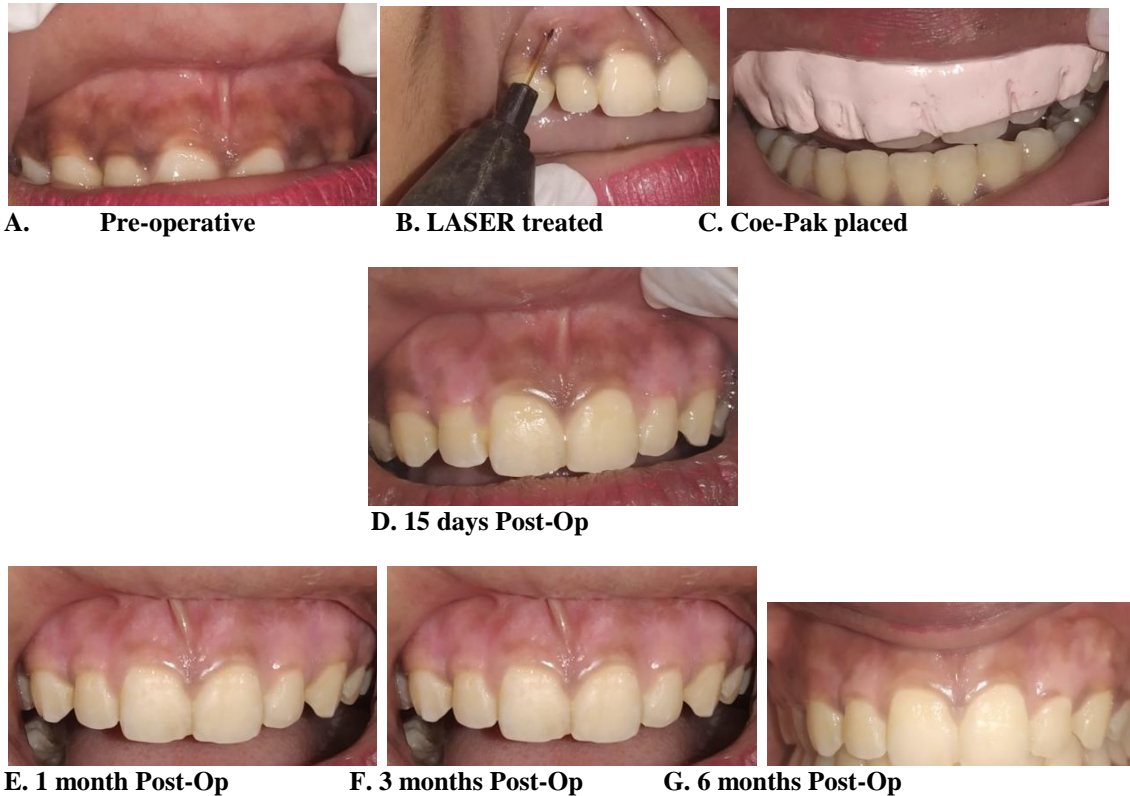 A. Pre-operative
B. LASER treated
C. Coe-Pak placed
D. 15 days Post-Op
E. 1 month Post-Op
F. 3 months Post-Op
G. 6 months Post-Op